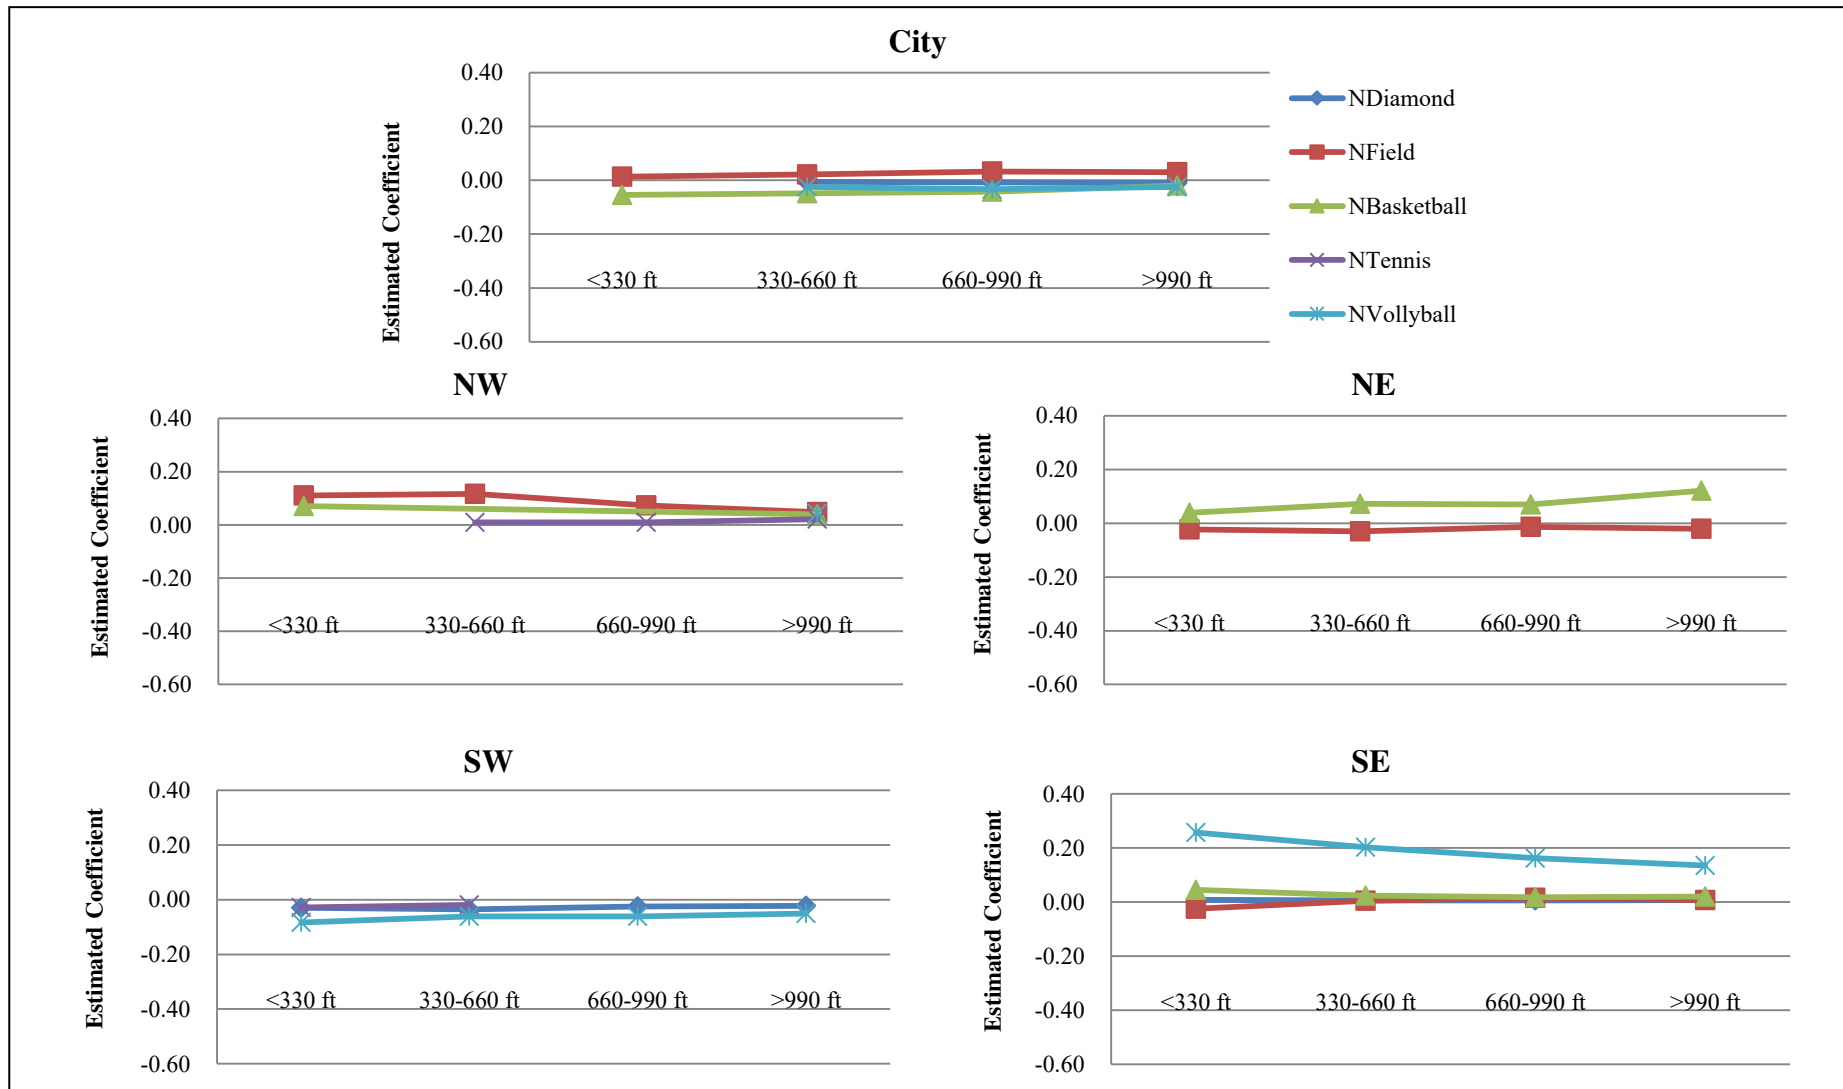 City
Estimated Coefficient
0.40
0.20
0.00
-0.20
-0.40
-0.60
<330 ft 330-660 ft 660-990 ft >990 ft
NDiamond
NField
NBasketball
NTennis
NVollyball
NW
Estimated Coefficient
0.40
0.20
0.00
-0.20
-0.40
-0.60
<330 ft 330-660 ft 660-990 ft >990 ft
NE
Estimated Coefficient
0.40
0.20
0.00
-0.20
-0.40
-0.60
<330 ft 330-660 ft 660-990 ft >990 ft
SW
Estimated Coefficient
0.40
0.20
0.00
-0.20
-0.40
-0.60
<330 ft 330-660 ft 660-990 ft >990 ft
SE
Estimated Coefficient
0.40
0.20
0.00
-0.20
-0.40
-0.60
<330 ft 330-660 ft 660-990 ft >990 ft